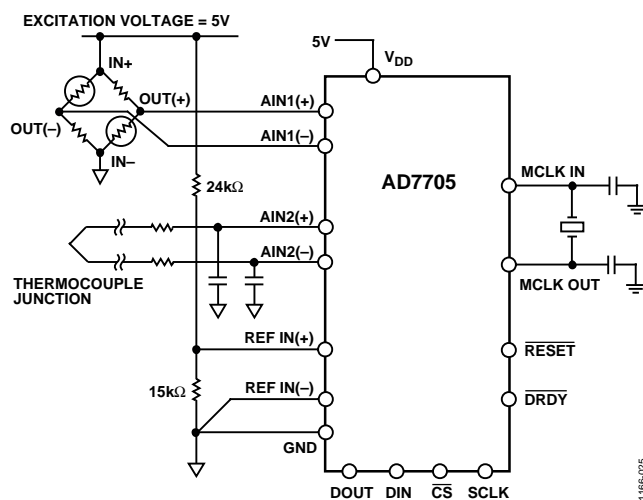 EXCITATION VOLTAGE = 5V
5V
VDD
IN+
OUT(+)
AIN1(+)
OUT(–)
AIN1(–)
IN–
AD7705
MCLK IN
24kΩ
AIN2(+)
AIN2(–)
MCLK OUT
THERMOCOUPLE
JUNCTION
REF IN(+)
RESET
15kΩ
REF IN(–)
DRDY
GND
DOUT DIN CS SCLK